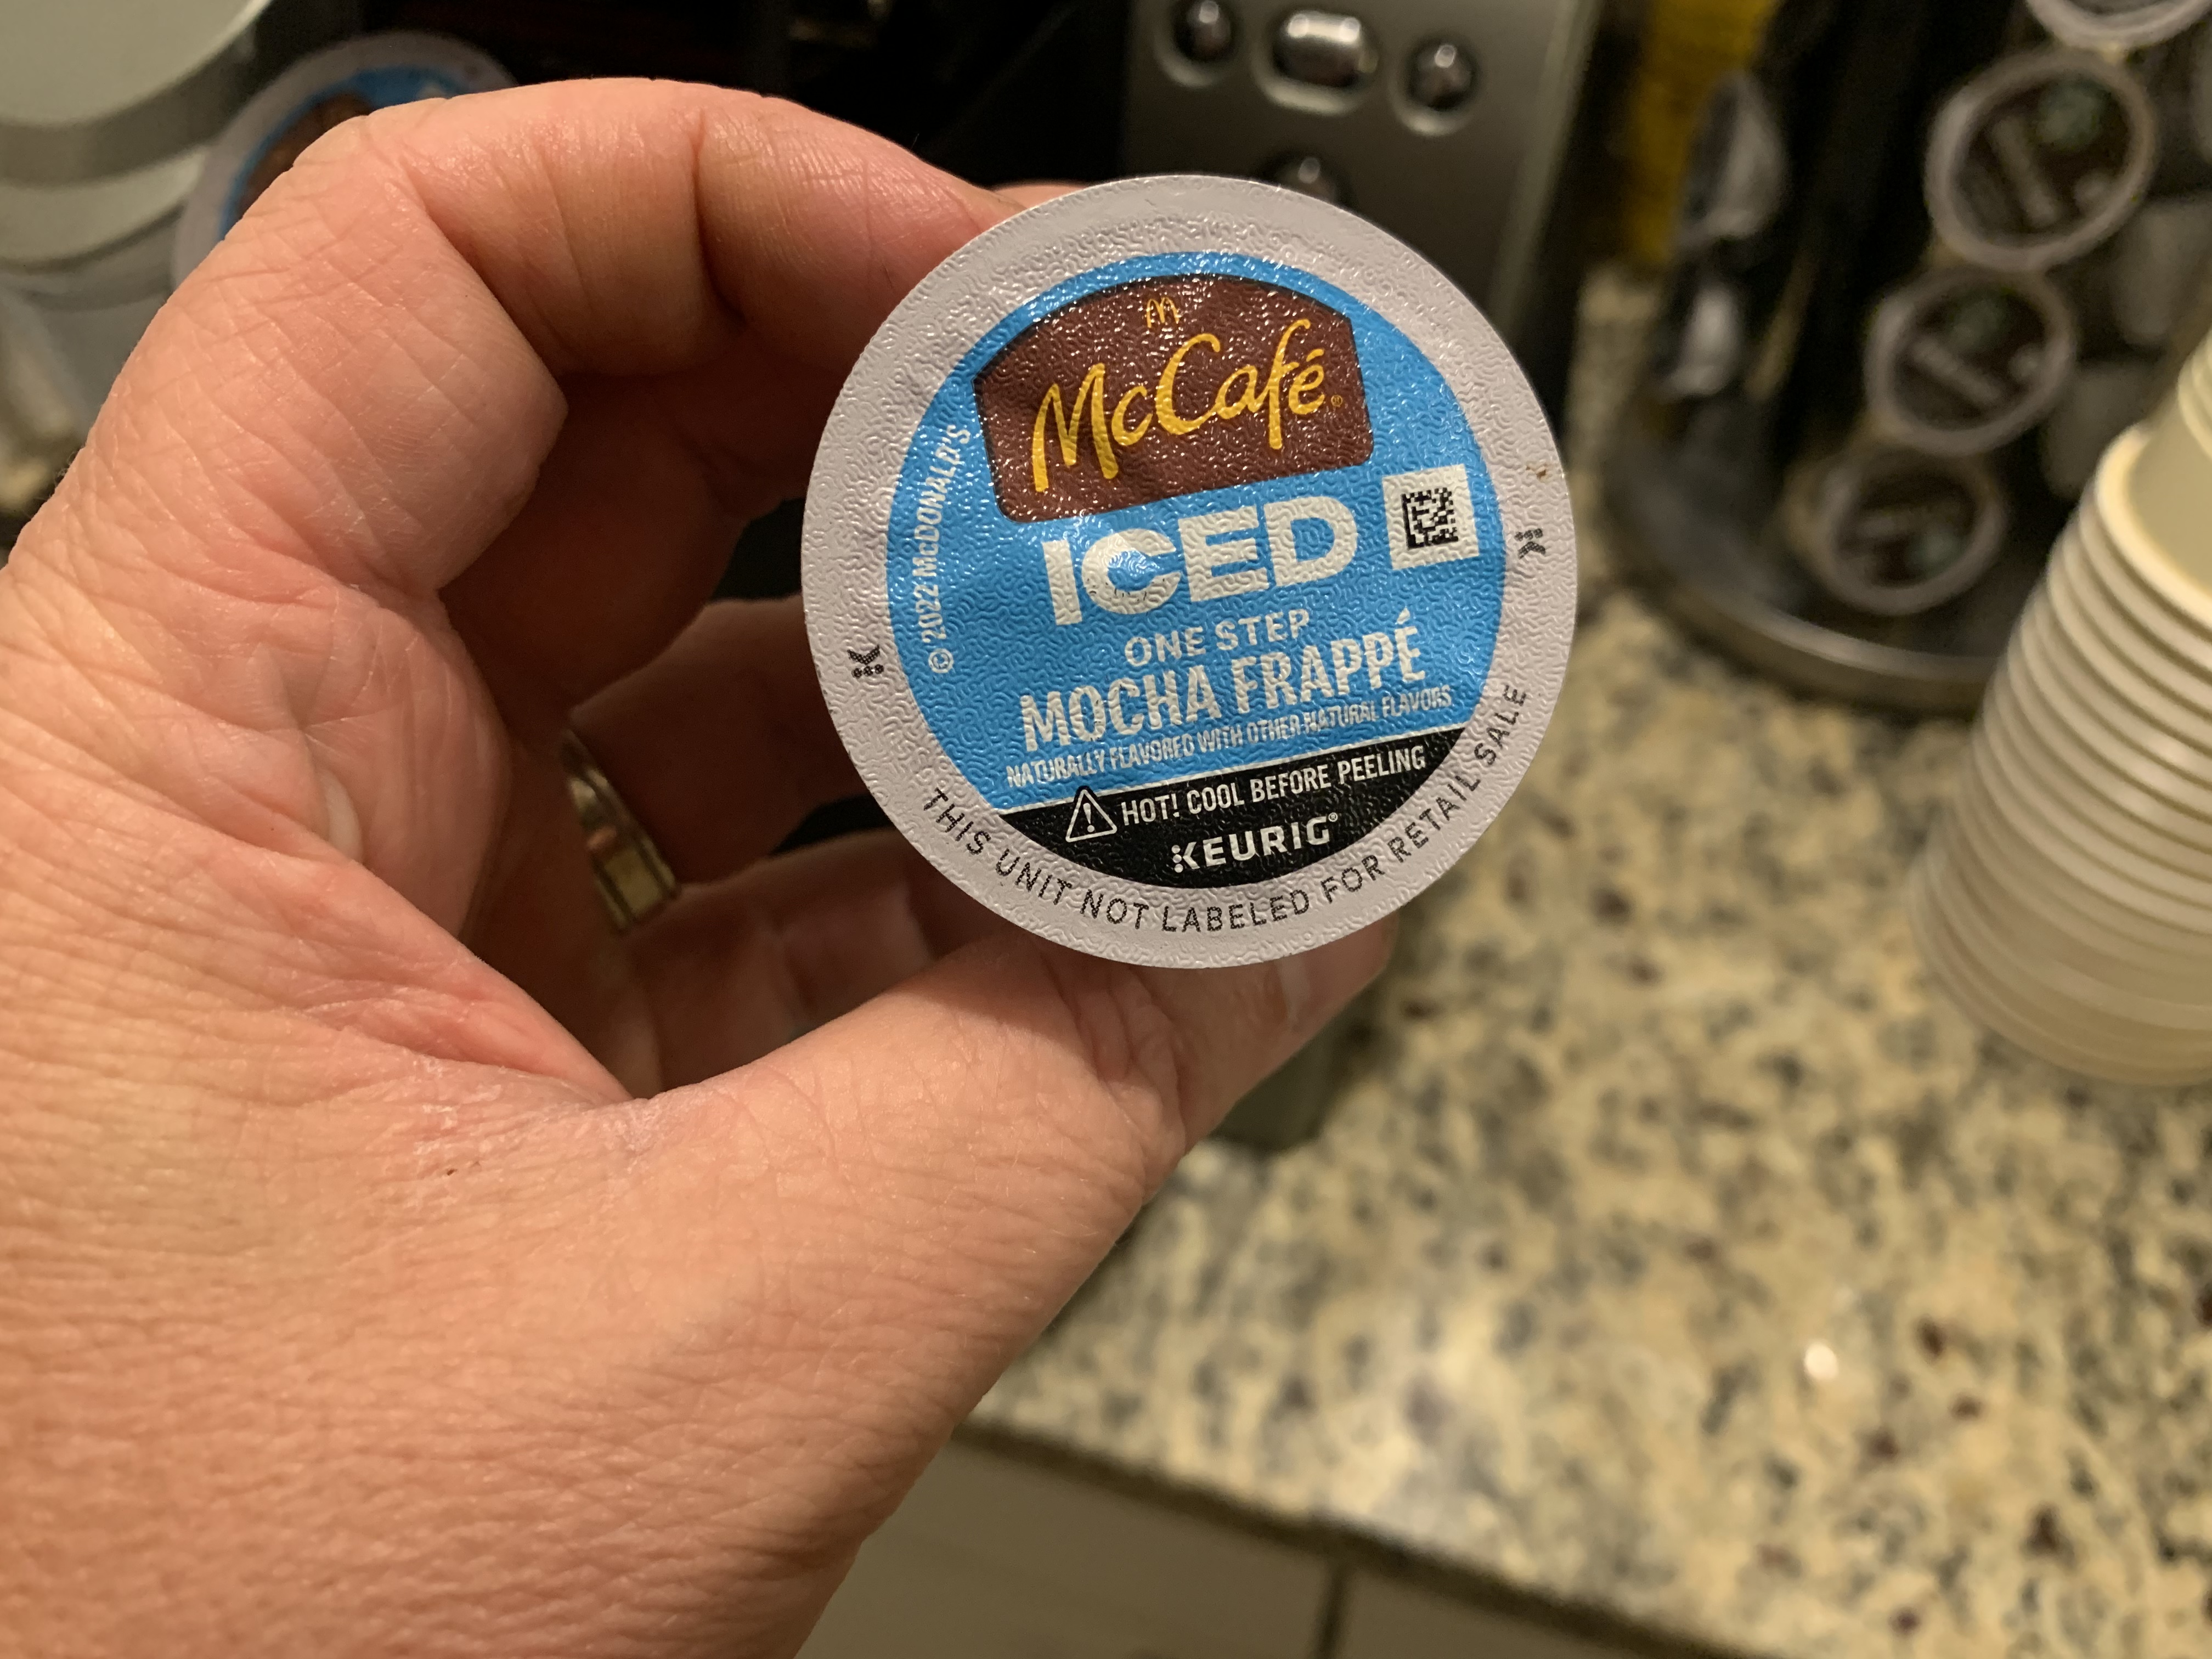 McCafé®
© 2022 McDONALD'S
ICED
ONE STEP
MOCHA FRAPPÉ
NATURALLY FLAVORED WITH OTHER NATURAL FLAVORS
HOT! COOL BEFORE PEELING
KEURIG®
THIS UNIT NOT LABELED FOR RETAIL SALE